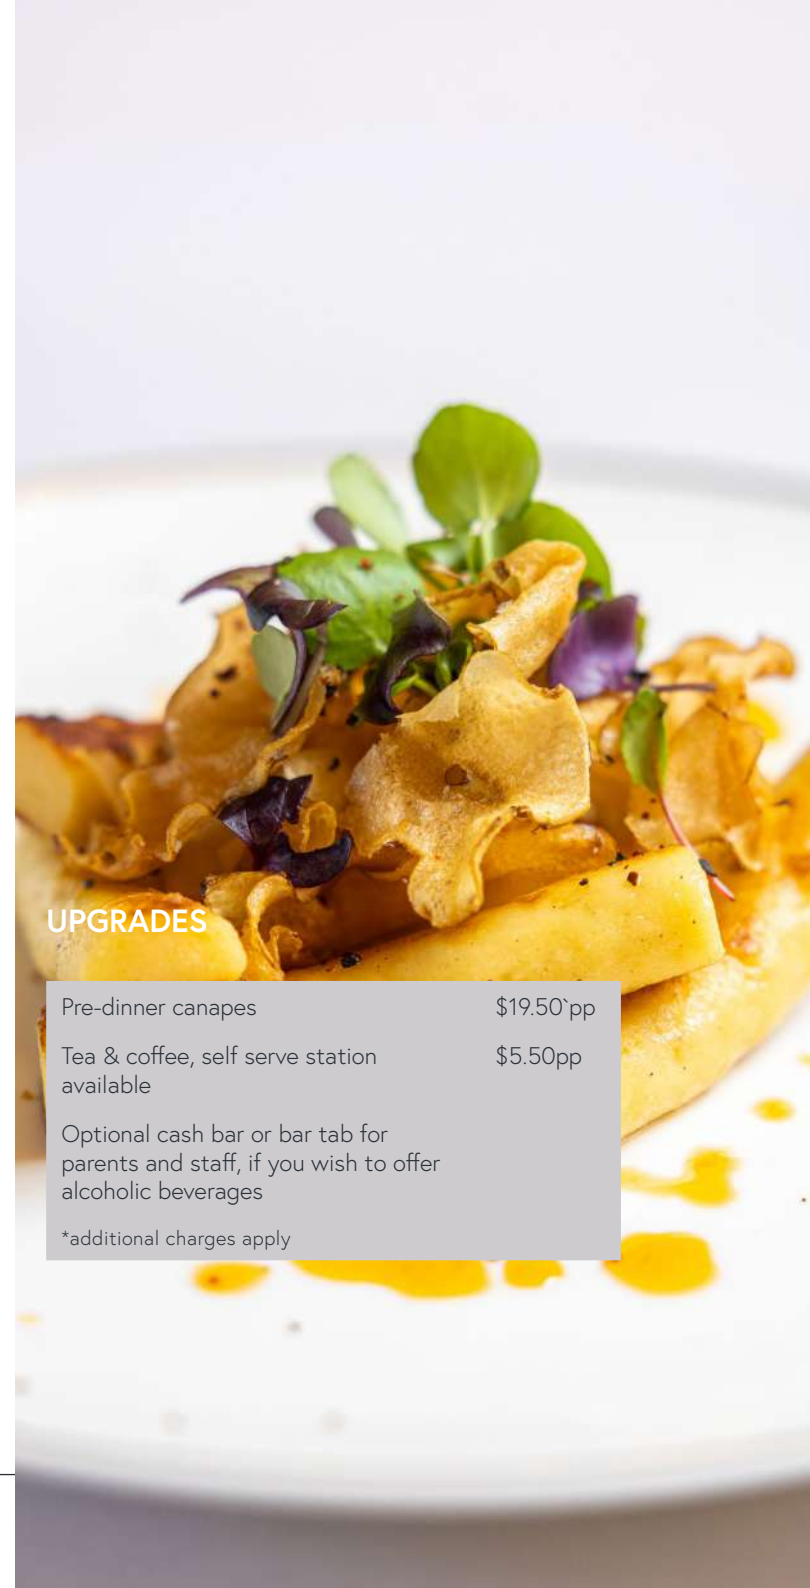 UPGRADES
Pre-dinner canapes $19.50`pp
Tea & coffee, self serve station $5.50pp
available
Optional cash bar or bar tab for
parents and staff, if you wish to offer
alcoholic beverages
*additional charges apply